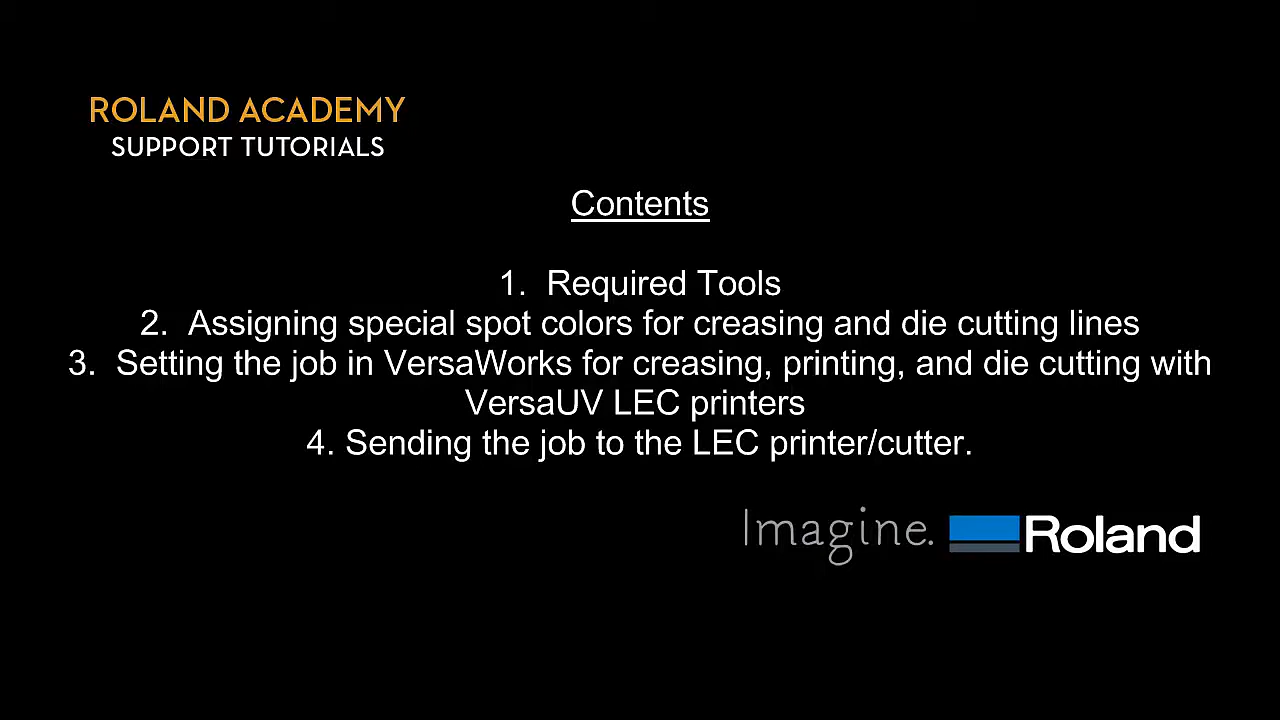 ROLAND ACADEMY
SUPPORT TUTORIALS
Contents
1. Required Tools
2. Assigning special spot colors for creasing and die cutting lines
3. Setting the job in VersaWorks for creasing, printing, and die cutting with
VersaUV LEC printers
4. Sending the job to the LEC printer/cutter.
Imagine. Roland